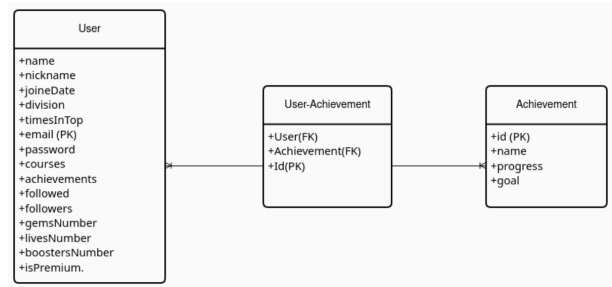 User
+name
+nickname
+joineDate
+division
+timesInTop
+email (PK)
+password
+courses
+achievements
+followed
+followers
+gemsNumber
+livesNumber
+boostersNumber
+isPremium.
User-Achievement
+User(FK)
+Achievement(FK)
+Id(PK)
Achievement
+id (PK)
+name
+progress
+goal